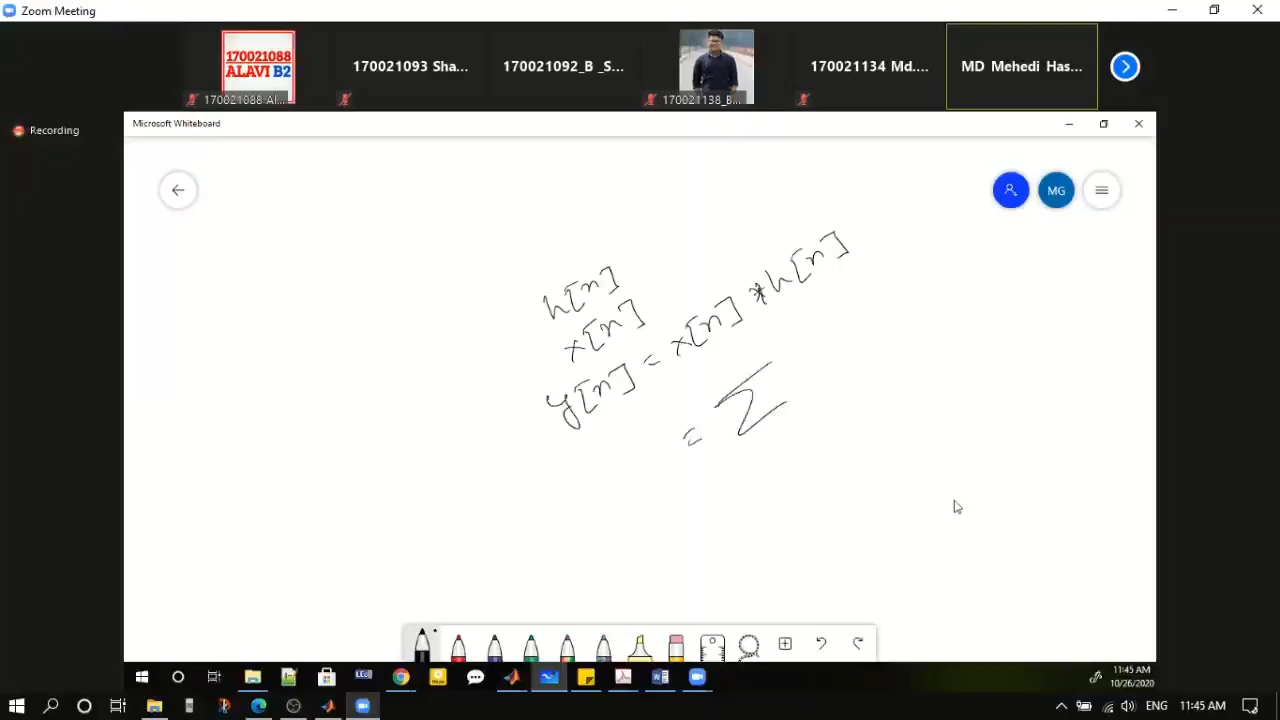 Zoom Meeting
170021088
ALAVI B2
170021088 Al...
170021093 Sha...
170021092_B _S...
170021138_B...
170021134 Md....
MD Mehedi Has...
Recording
Microsoft Whiteboard
MG
h[n]
x[n]
y[n] = x[n] * h[n]
= Σ
11:45 AM
10/26/2020
ENG 11:45 AM